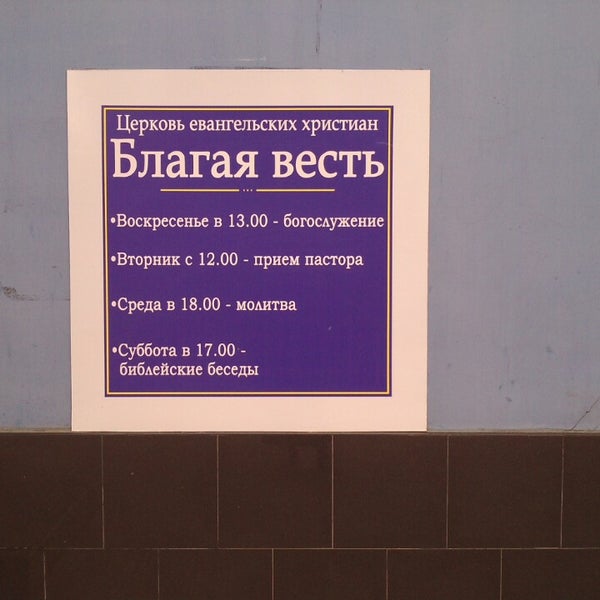 Церковь евангельских христиан
Благая весть
•Воскресенье в 13.00 - богослужение
•Вторник с 12.00 - прием пастора
•Среда в 18.00 - молитва
•Суббота в 17.00 -
библейские беседы